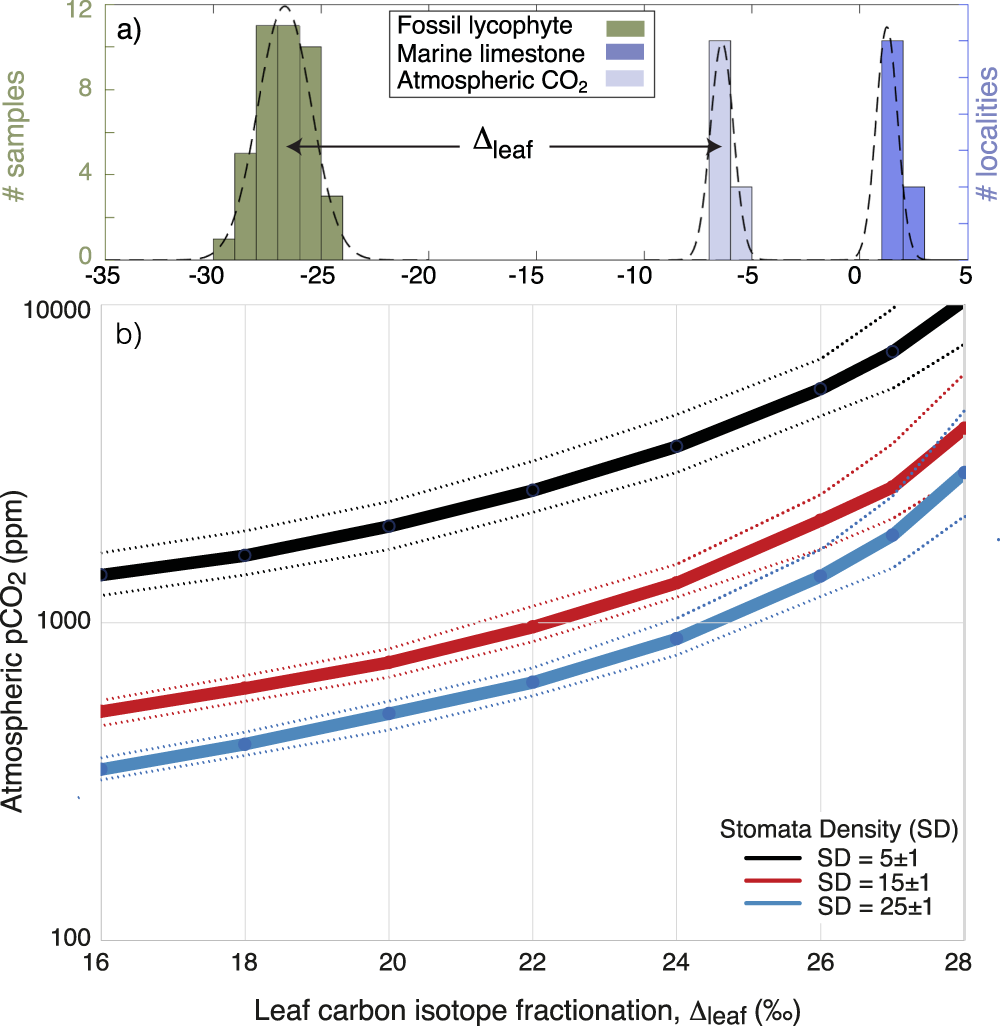 a)
Fossil lycophyte
Marine limestone
Atmospheric CO₂
# samples
12
8
4
0
# localities
Δleaf
-35 -30 -25 -20 -15 -10 -5 0 5
b)
Atmospheric pCO₂ (ppm)
10000
1000
100
Stomata Density (SD)
SD = 5±1
SD = 15±1
SD = 25±1
16 18 20 22 24 26 28
Leaf carbon isotope fractionation, Δleaf (‰)